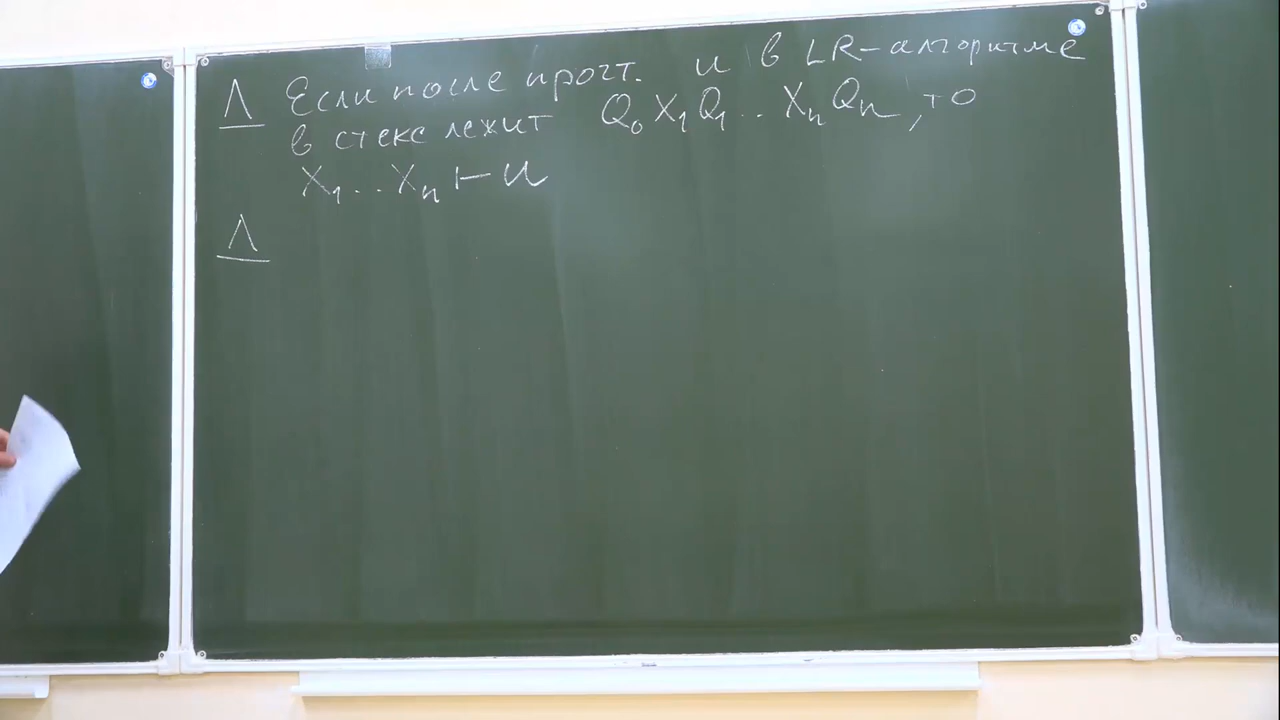 Л Если после прочт. u в LR-алгоритме
в стеке лежит Q₀X₁Q₁..XₙQₙ, то
X₁..Xₙ ⊢ u
Л